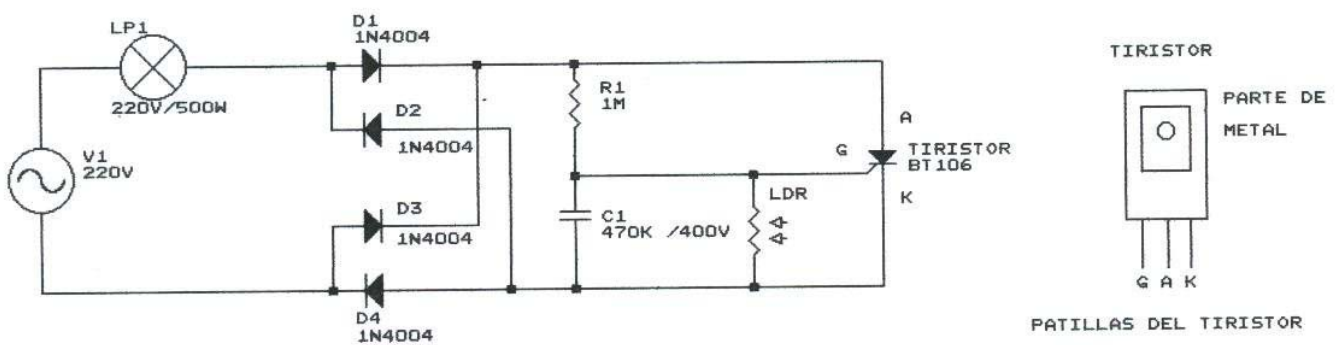 LP1
220V/500W
V1
220V
D1
1N4004
D2
1N4004
D3
1N4004
D4
1N4004
R1
1M
C1
470K /400V
LDR
A
G
TIRISTOR
BT106
K
TIRISTOR
PARTE DE
METAL
G A K
PATILLAS DEL TIRISTOR